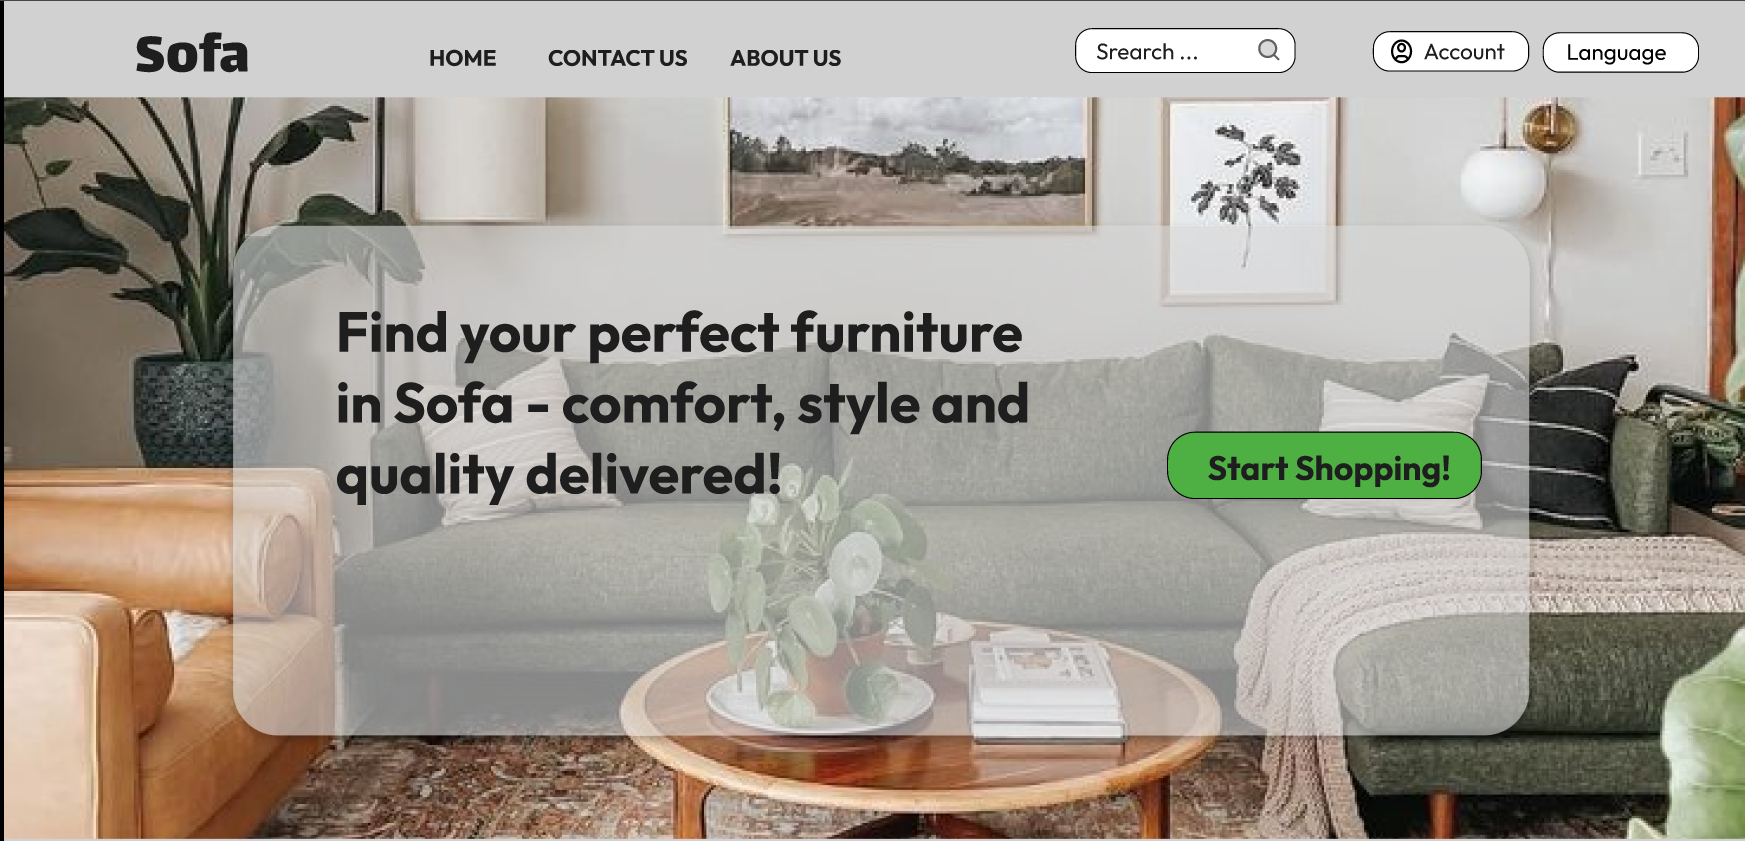 Sofa
HOME
CONTACT US
ABOUT US
Srearch ...
Account
Language
Find your perfect furniture
in Sofa - comfort, style and
quality delivered!
Start Shopping!